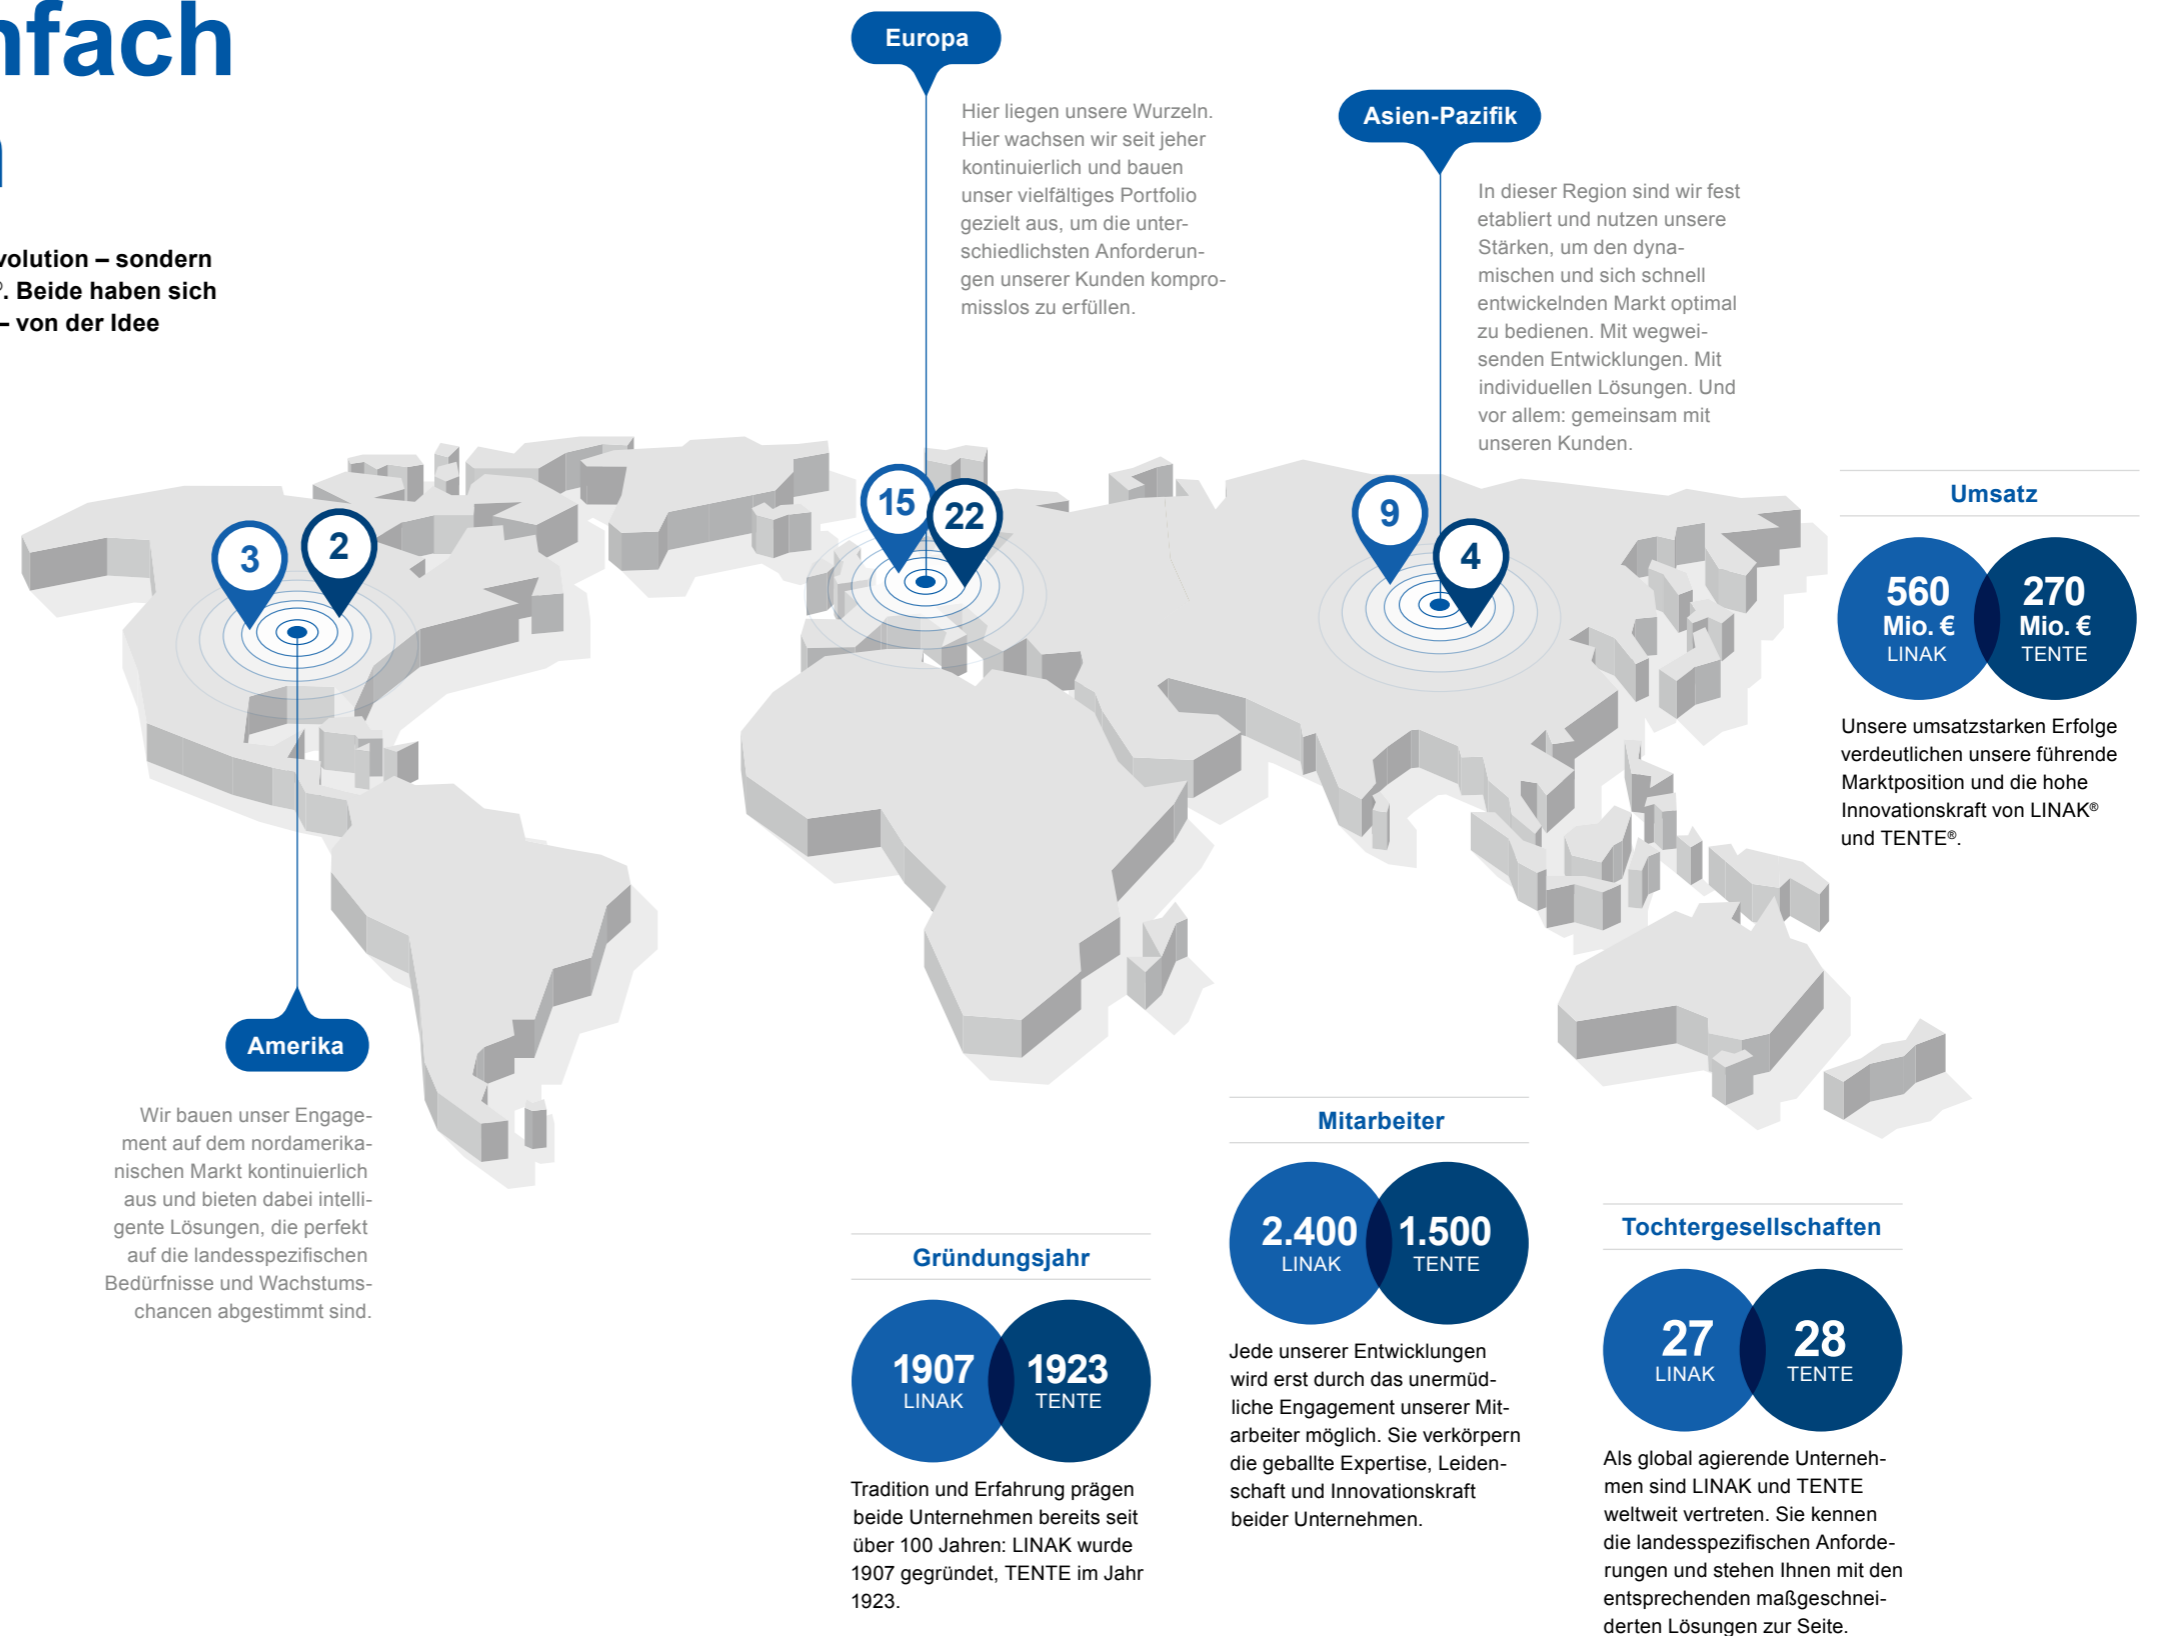 nfach
n
volution – sondern
®. Beide haben sich
– von der Idee
Europa
Hier liegen unsere Wurzeln.
Hier wachsen wir seit jeher
kontinuierlich und bauen
unser vielfältiges Portfolio
gezielt aus, um die unter-
schiedlichsten Anforderun-
gen unserer Kunden kompro-
misslos zu erfüllen.
Asien-Pazifik
In dieser Region sind wir fest
etabliert und nutzen unsere
Stärken, um den dyna-
mischen und sich schnell
entwickelnden Markt optimal
zu bedienen. Mit wegwei-
senden Entwicklungen. Mit
individuellen Lösungen. Und
vor allem: gemeinsam mit
unseren Kunden.
3
2
15
22
9
4
Umsatz
560
Mio. €
LINAK
270
Mio. €
TENTE
Unsere umsatzstarken Erfolge
verdeutlichen unsere führende
Marktposition und die hohe
Innovationskraft von LINAK®
und TENTE®.
Amerika
Wir bauen unser Engage-
ment auf dem nordamerika-
nischen Markt kontinuierlich
aus und bieten dabei intelli-
gente Lösungen, die perfekt
auf die landesspezifischen
Bedürfnisse und Wachstums-
chancen abgestimmt sind.
Gründungsjahr
1907
LINAK
1923
TENTE
Tradition und Erfahrung prägen
beide Unternehmen bereits seit
über 100 Jahren: LINAK wurde
1907 gegründet, TENTE im Jahr
1923.
Mitarbeiter
2.400
LINAK
1.500
TENTE
Jede unserer Entwicklungen
wird erst durch das unermüd-
liche Engagement unserer Mit-
arbeiter möglich. Sie verkörpern
die geballte Expertise, Leiden-
schaft und Innovationskraft
beider Unternehmen.
Tochtergesellschaften
27
LINAK
28
TENTE
Als global agierende Unterneh-
men sind LINAK und TENTE
weltweit vertreten. Sie kennen
die landesspezifischen Anforde-
rungen und stehen Ihnen mit den
entsprechenden maßgeschnei-
derten Lösungen zur Seite.